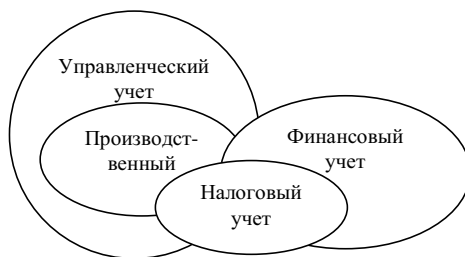 Управленческий
учет
Производст-
венный
Финансовый
учет
Налоговый
учет